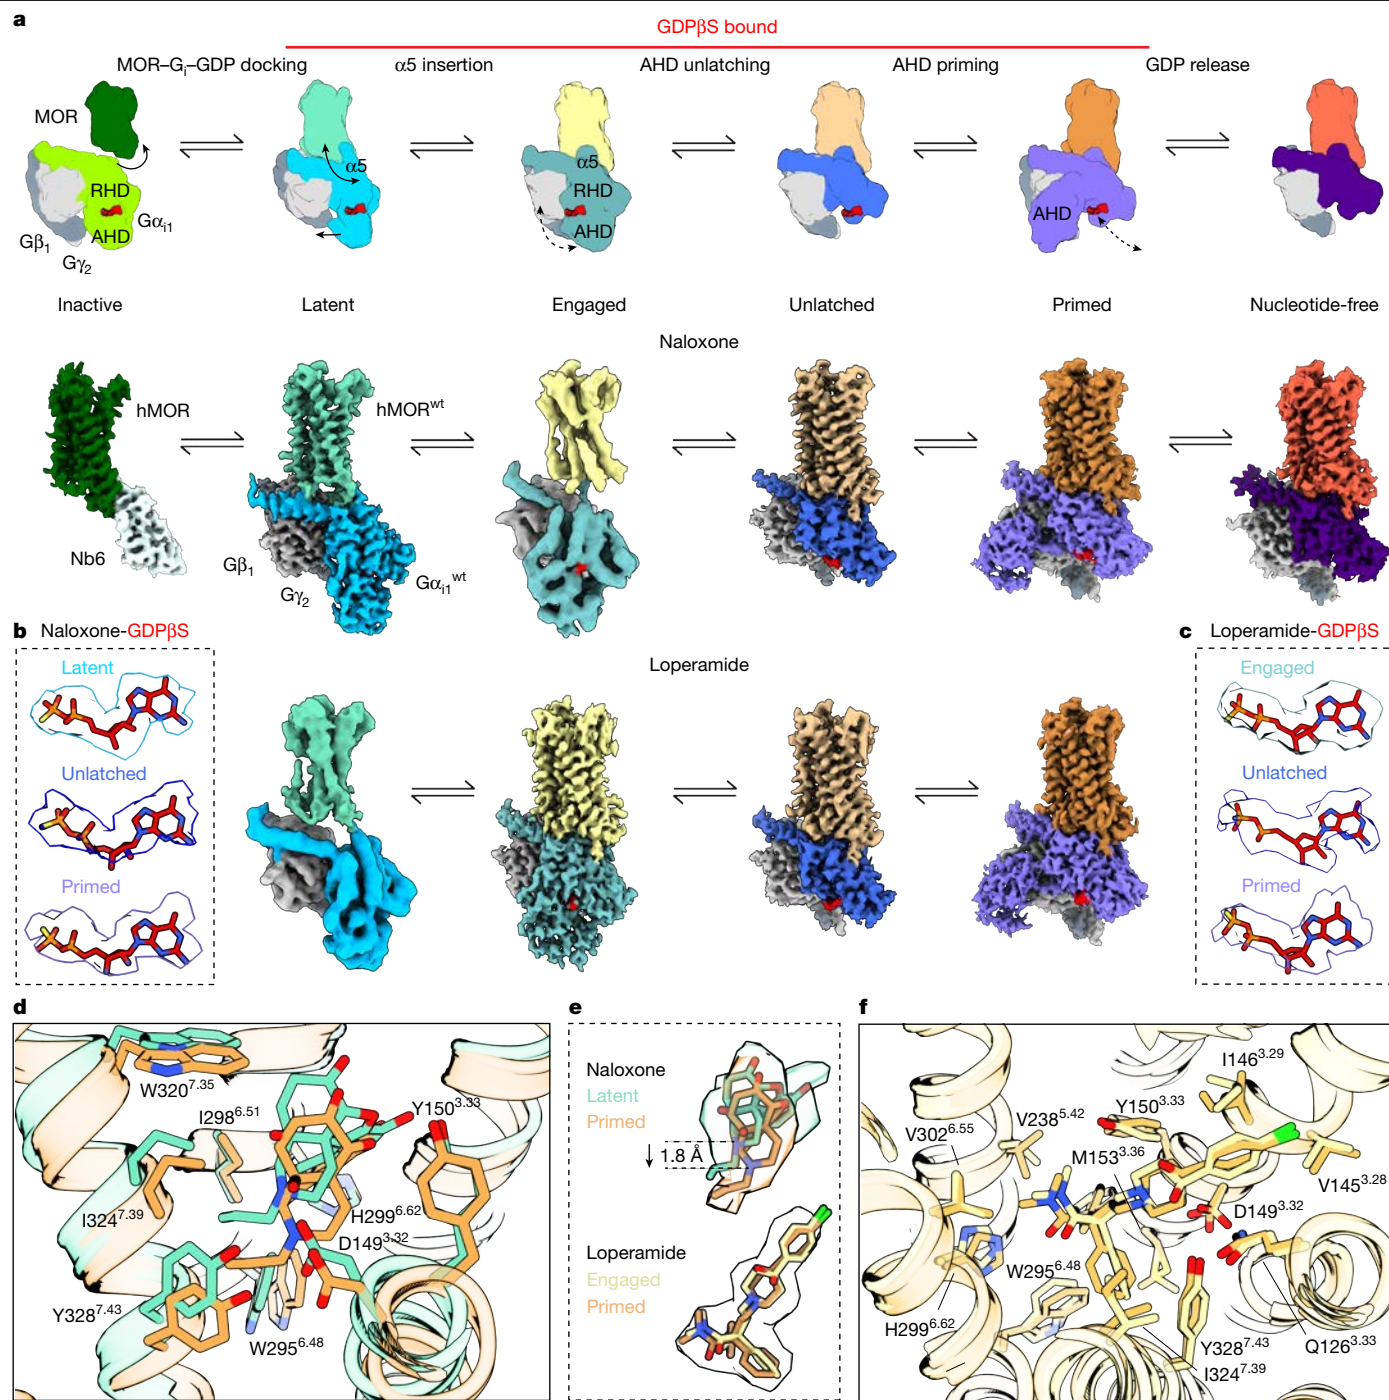 a
GDPβS bound
MOR–Gi–GDP docking
α5 insertion
AHD unlatching
AHD priming
GDP release
MOR
α5
α5
RHD
RHD
Gαi1
AHD
AHD
AHD
Gβ1
Gγ2
Inactive
Latent
Engaged
Unlatched
Primed
Nucleotide-free
Naloxone
hMOR
hMORwt
Nb6
Gβ1
Gγ2
Gαi1wt
b Naloxone-GDPβS
Latent
Unlatched
Primed
Loperamide
c Loperamide-GDPβS
Engaged
Unlatched
Primed
d
W3207.35
I2986.51
Y1503.33
I3247.39
H2996.62
D1493.32
Y3287.43
W2956.48
e
Naloxone
Latent
Primed
1.8 Å
Loperamide
Engaged
Primed
f
I1463.29
Y1503.33
V2385.42
V3026.55
M1533.36
V1453.28
D1493.32
W2956.48
H2996.62
Y3287.43
Q1263.33
I3247.39